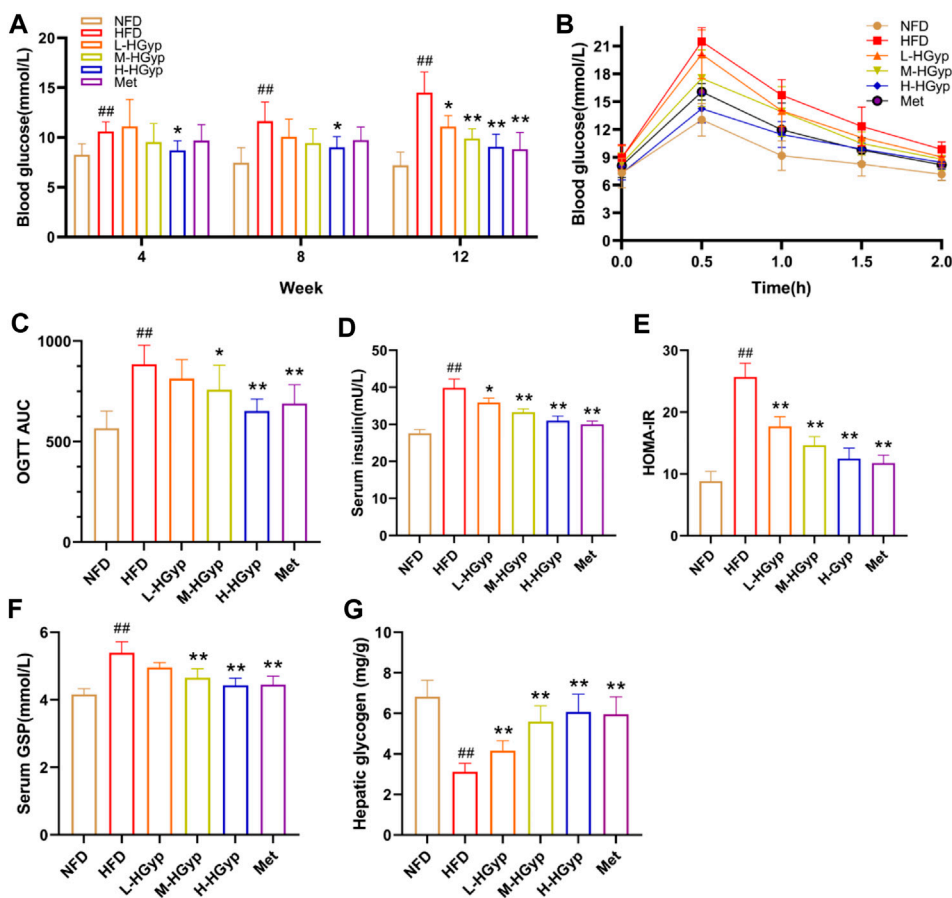 A
NFD
HFD
L-HGyp
M-HGyp
H-HGyp
Met
Blood glucose(mmol/L)
20
15
10
5
0
##
*
##
*
##
*
**
**
**
4
8
12
Week
B
NFD
HFD
L-HGyp
M-HGyp
H-HGyp
Met
Blood glucose(mmol/L)
21
18
15
12
9
6
3
0
0.0
0.5
1.0
1.5
2.0
Time(h)
C
OGTT AUC
1000
500
0
##
*
**
**
NFD
HFD
L-HGyp
M-HGyp
H-HGyp
Met
D
Serum insulin(mU/L)
50
40
30
20
10
0
##
*
**
**
**
NFD
HFD
L-HGyp
M-HGyp
H-HGyp
Met
E
HOMA-IR
30
20
10
0
##
**
**
**
**
NFD
HFD
L-HGyp
M-HGyp
H-Gyp
Met
F
Serum GSP(mmol/L)
6
4
2
0
##
**
**
**
NFD
HFD
L-HGyp
M-HGyp
H-HGyp
Met
G
Hepatic glycogen (mg/g)
10
8
6
4
2
0
##
**
**
**
**
NFD
HFD
L-HGyp
M-HGyp
H-HGyp
Met